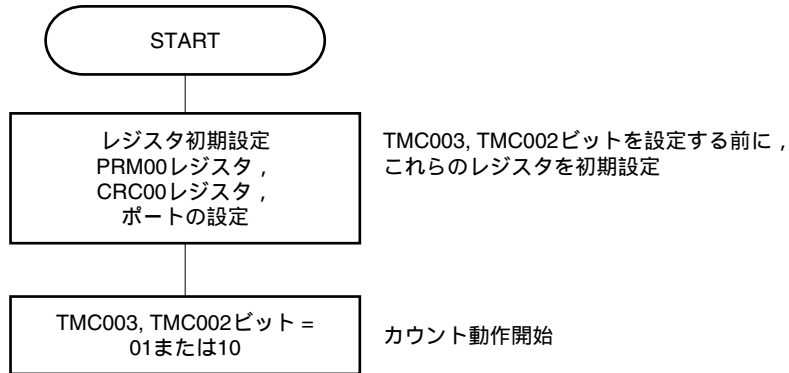 START
レジスタ初期設定
PRM00レジスタ，
CRC00レジスタ，
ポートの設定
TMC003, TMC002ビットを設定する前に，
これらのレジスタを初期設定
TMC003, TMC002ビット =
01または10
カウント動作開始